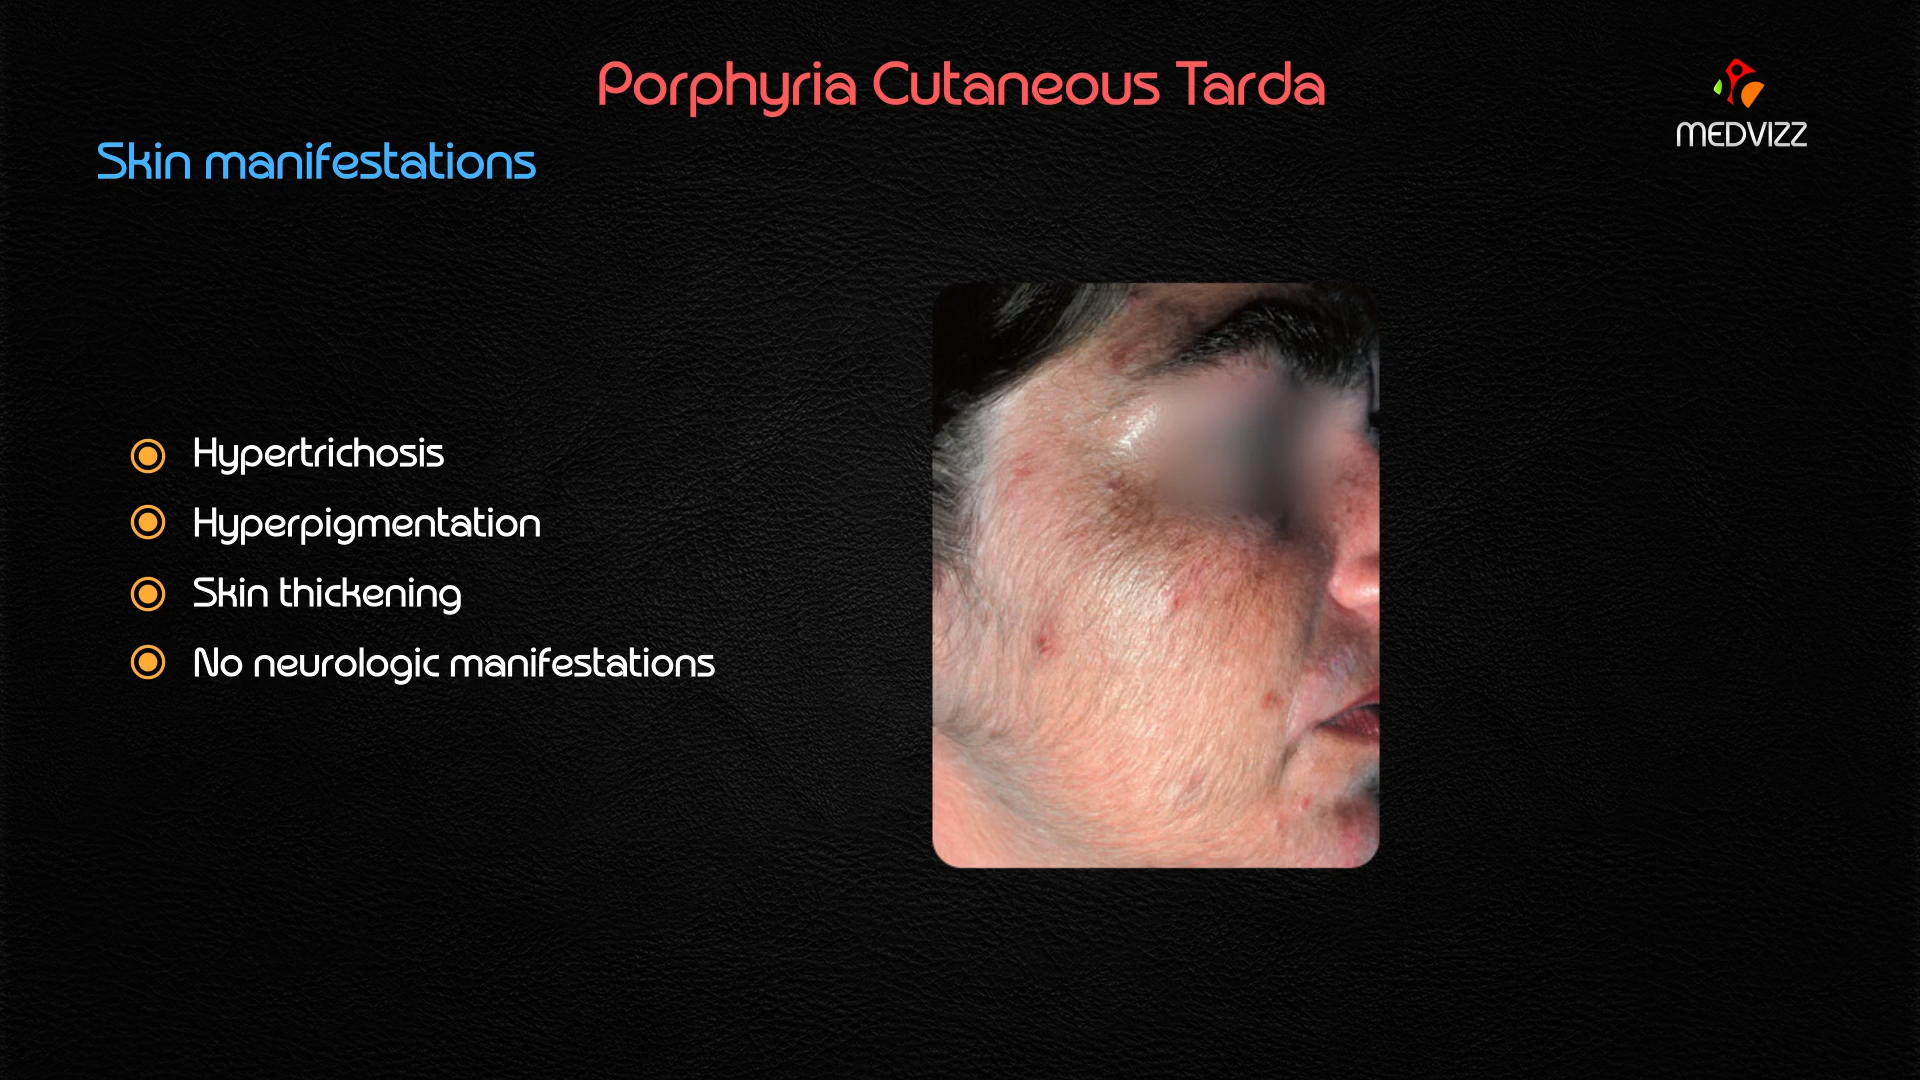 Porphyria Cutaneous Tarda
MEDVIZZ
Skin manifestations
Hypertrichosis
Hyperpigmentation
Skin thickening
No neurologic manifestations